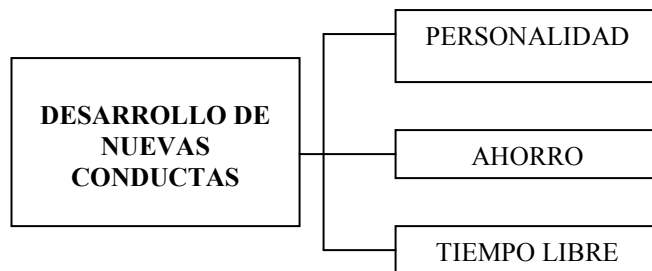 PERSONALIDAD
DESARROLLO DE
NUEVAS
CONDUCTAS
AHORRO
TIEMPO LIBRE